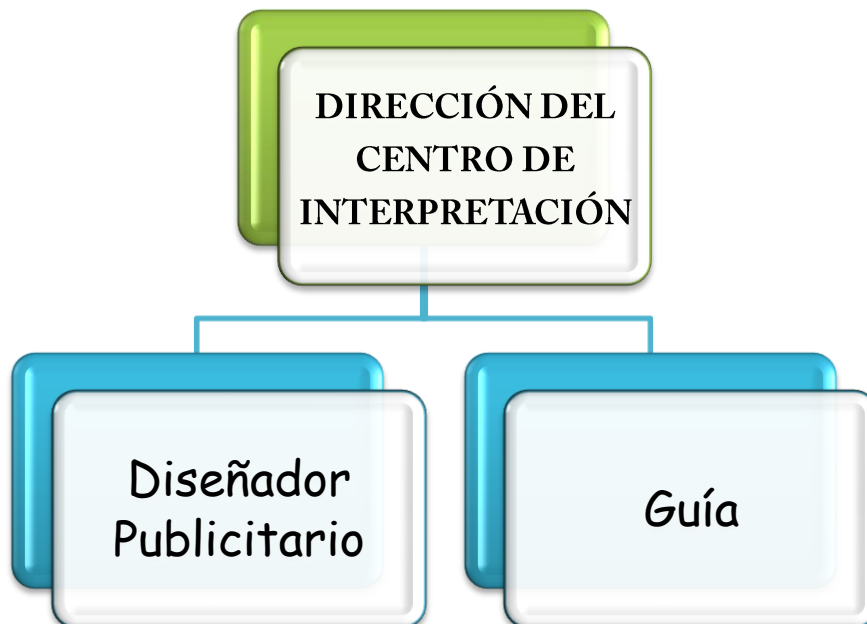 DIRECCIÓN DEL
CENTRO DE
INTERPRETACIÓN
Diseñador
Publicitario
Guía